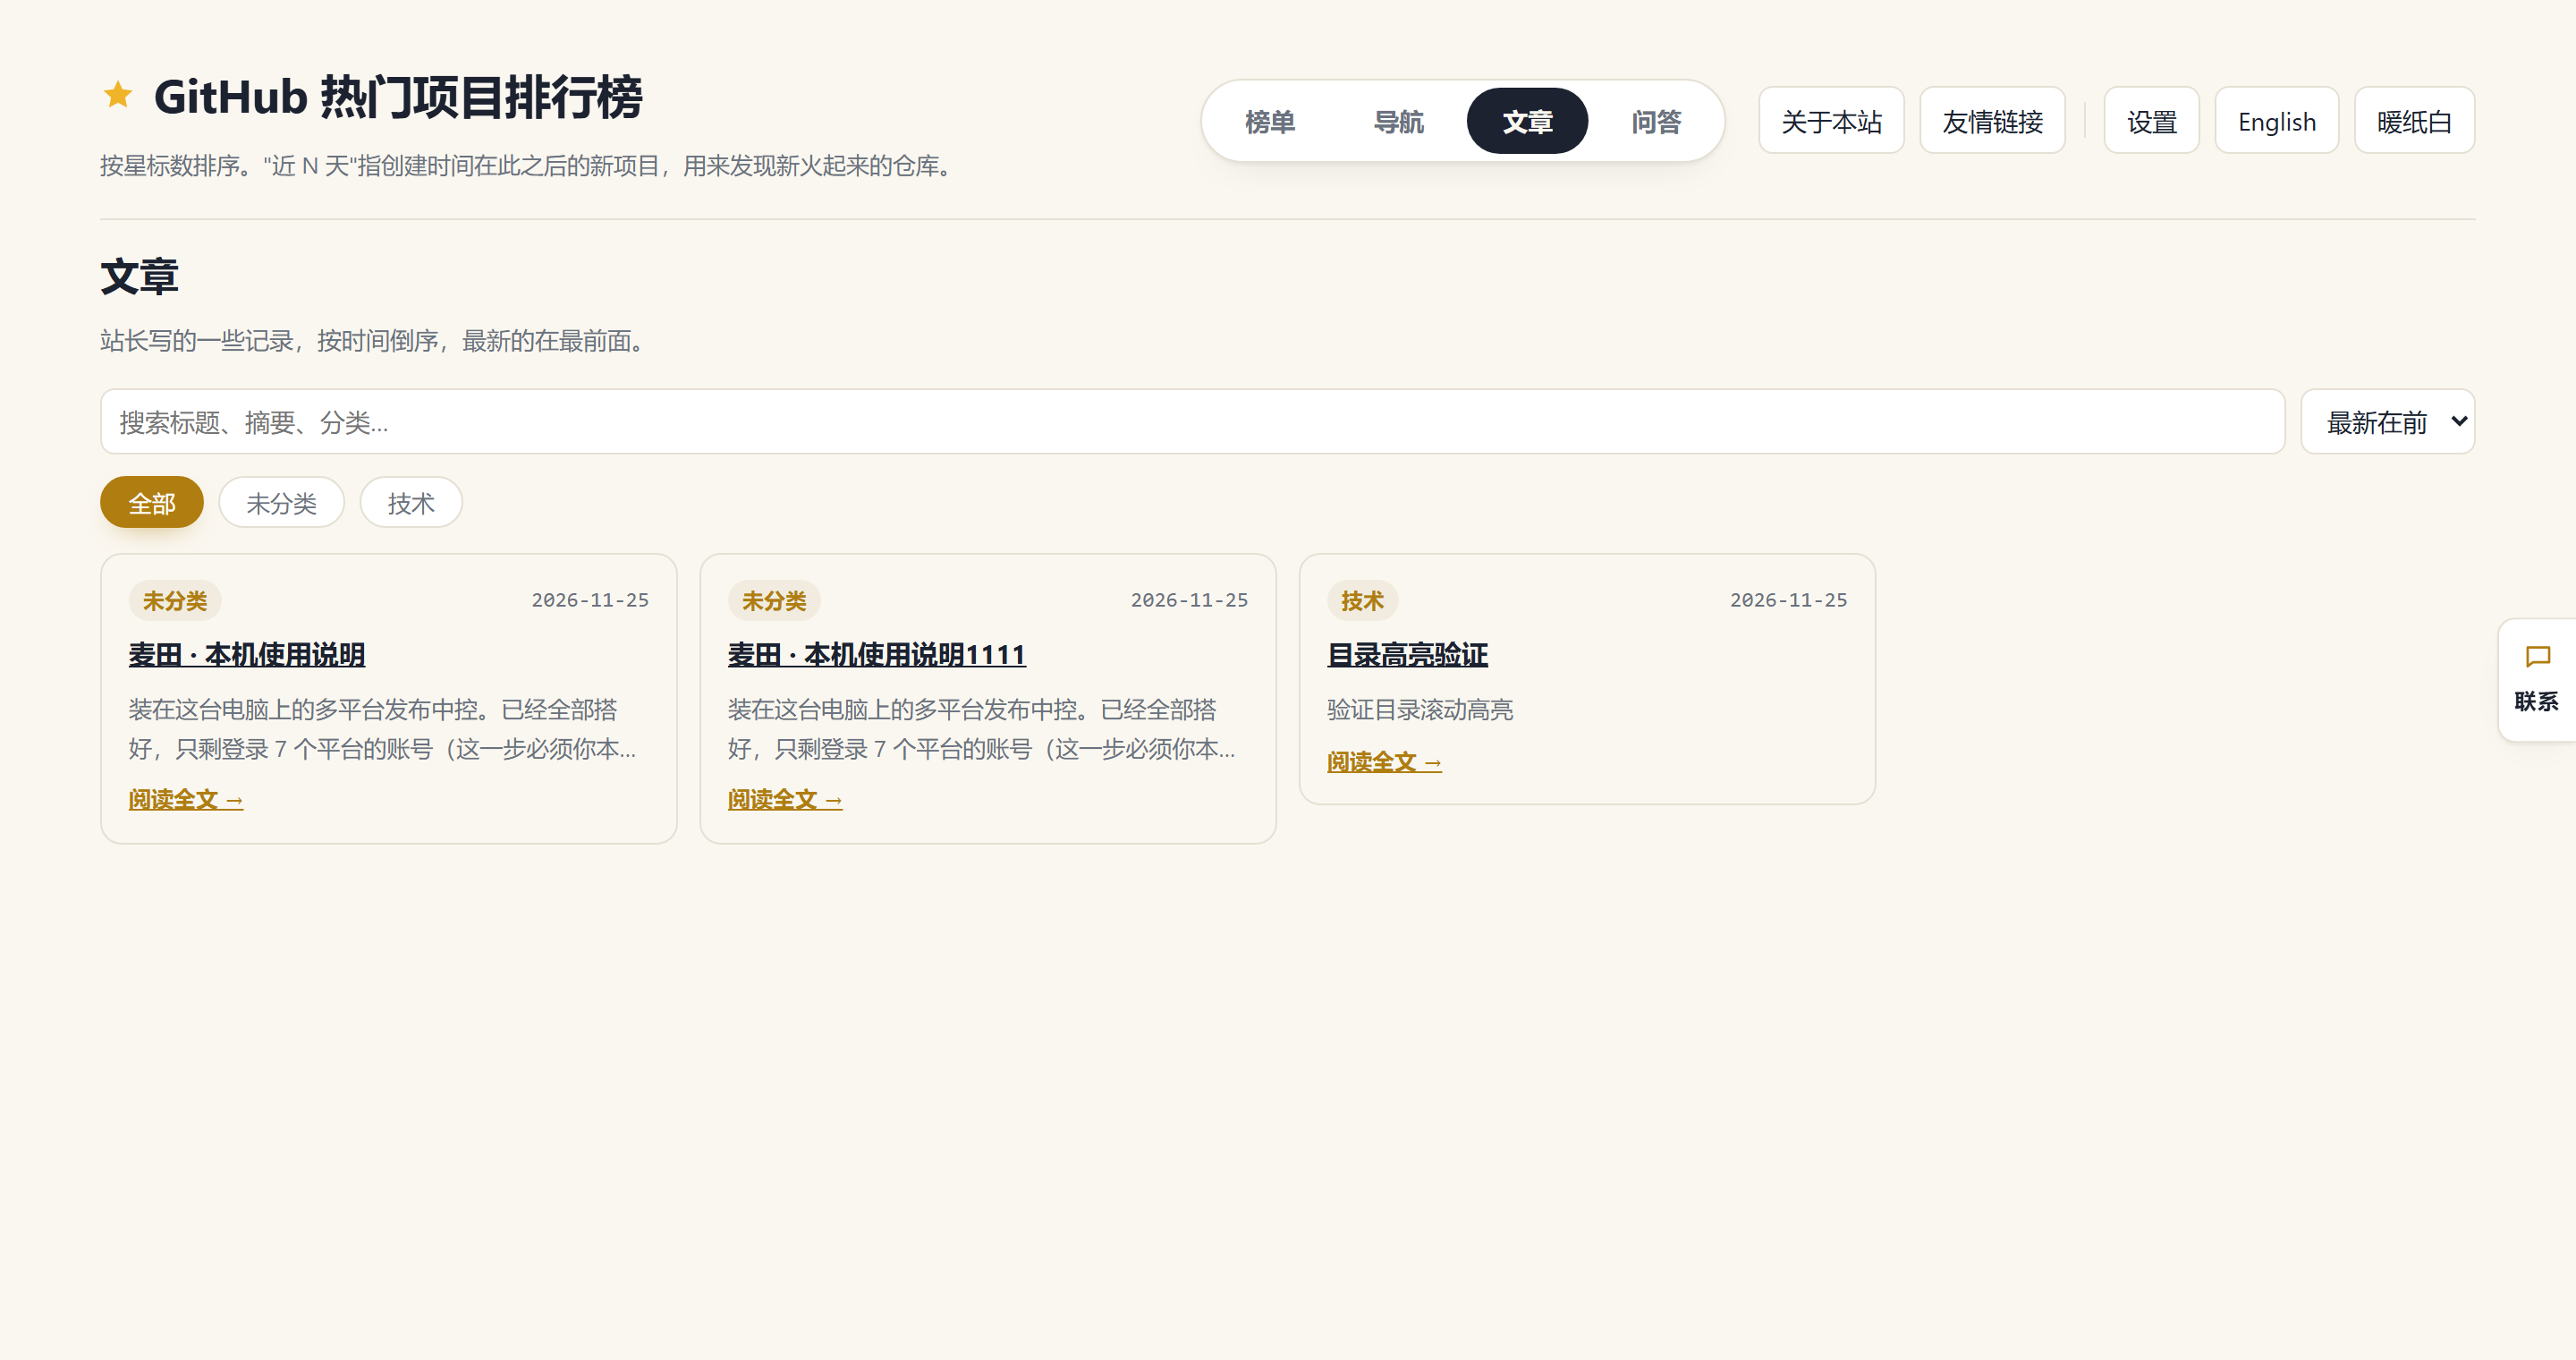 GitHub 热门项目排行榜
按星标数排序。"近 N 天"指创建时间在此之后的新项目，用来发现新火起来的仓库。
榜单 导航 文章 问答 关于本站 友情链接 设置 English 暖纸白
文章
站长写的一些记录，按时间倒序，最新的在最前面。
搜索标题、摘要、分类... 最新在前
全部 未分类 技术
未分类 2026-11-25
麦田 · 本机使用说明
装在这台电脑上的多平台发布中控。已经全部搭
好，只剩登录 7 个平台的账号（这一步必须你本...
阅读全文 →
未分类 2026-11-25
麦田 · 本机使用说明1111
装在这台电脑上的多平台发布中控。已经全部搭
好，只剩登录 7 个平台的账号（这一步必须你本...
阅读全文 →
技术 2026-11-25
目录高亮验证
验证目录滚动高亮
阅读全文 →
联系